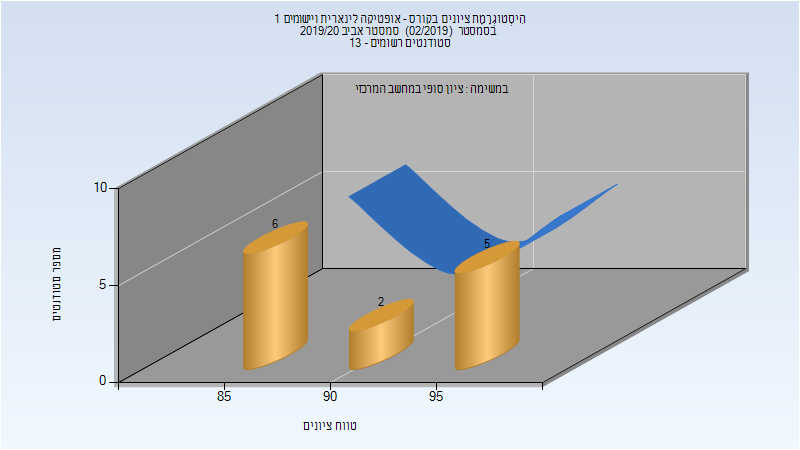 היסטוגרמת ציונים בקורס - אופטיקה לינארית ויישומים 1
בסמסטר (02/2019) סמסטר אביב 2019/20
סטודנטים רשומים - 13
במשימה : ציון סופי במחשב המרכזי
מספר סטודנטים
10
5
0
6
2
5
85
90
95
טווח ציונים